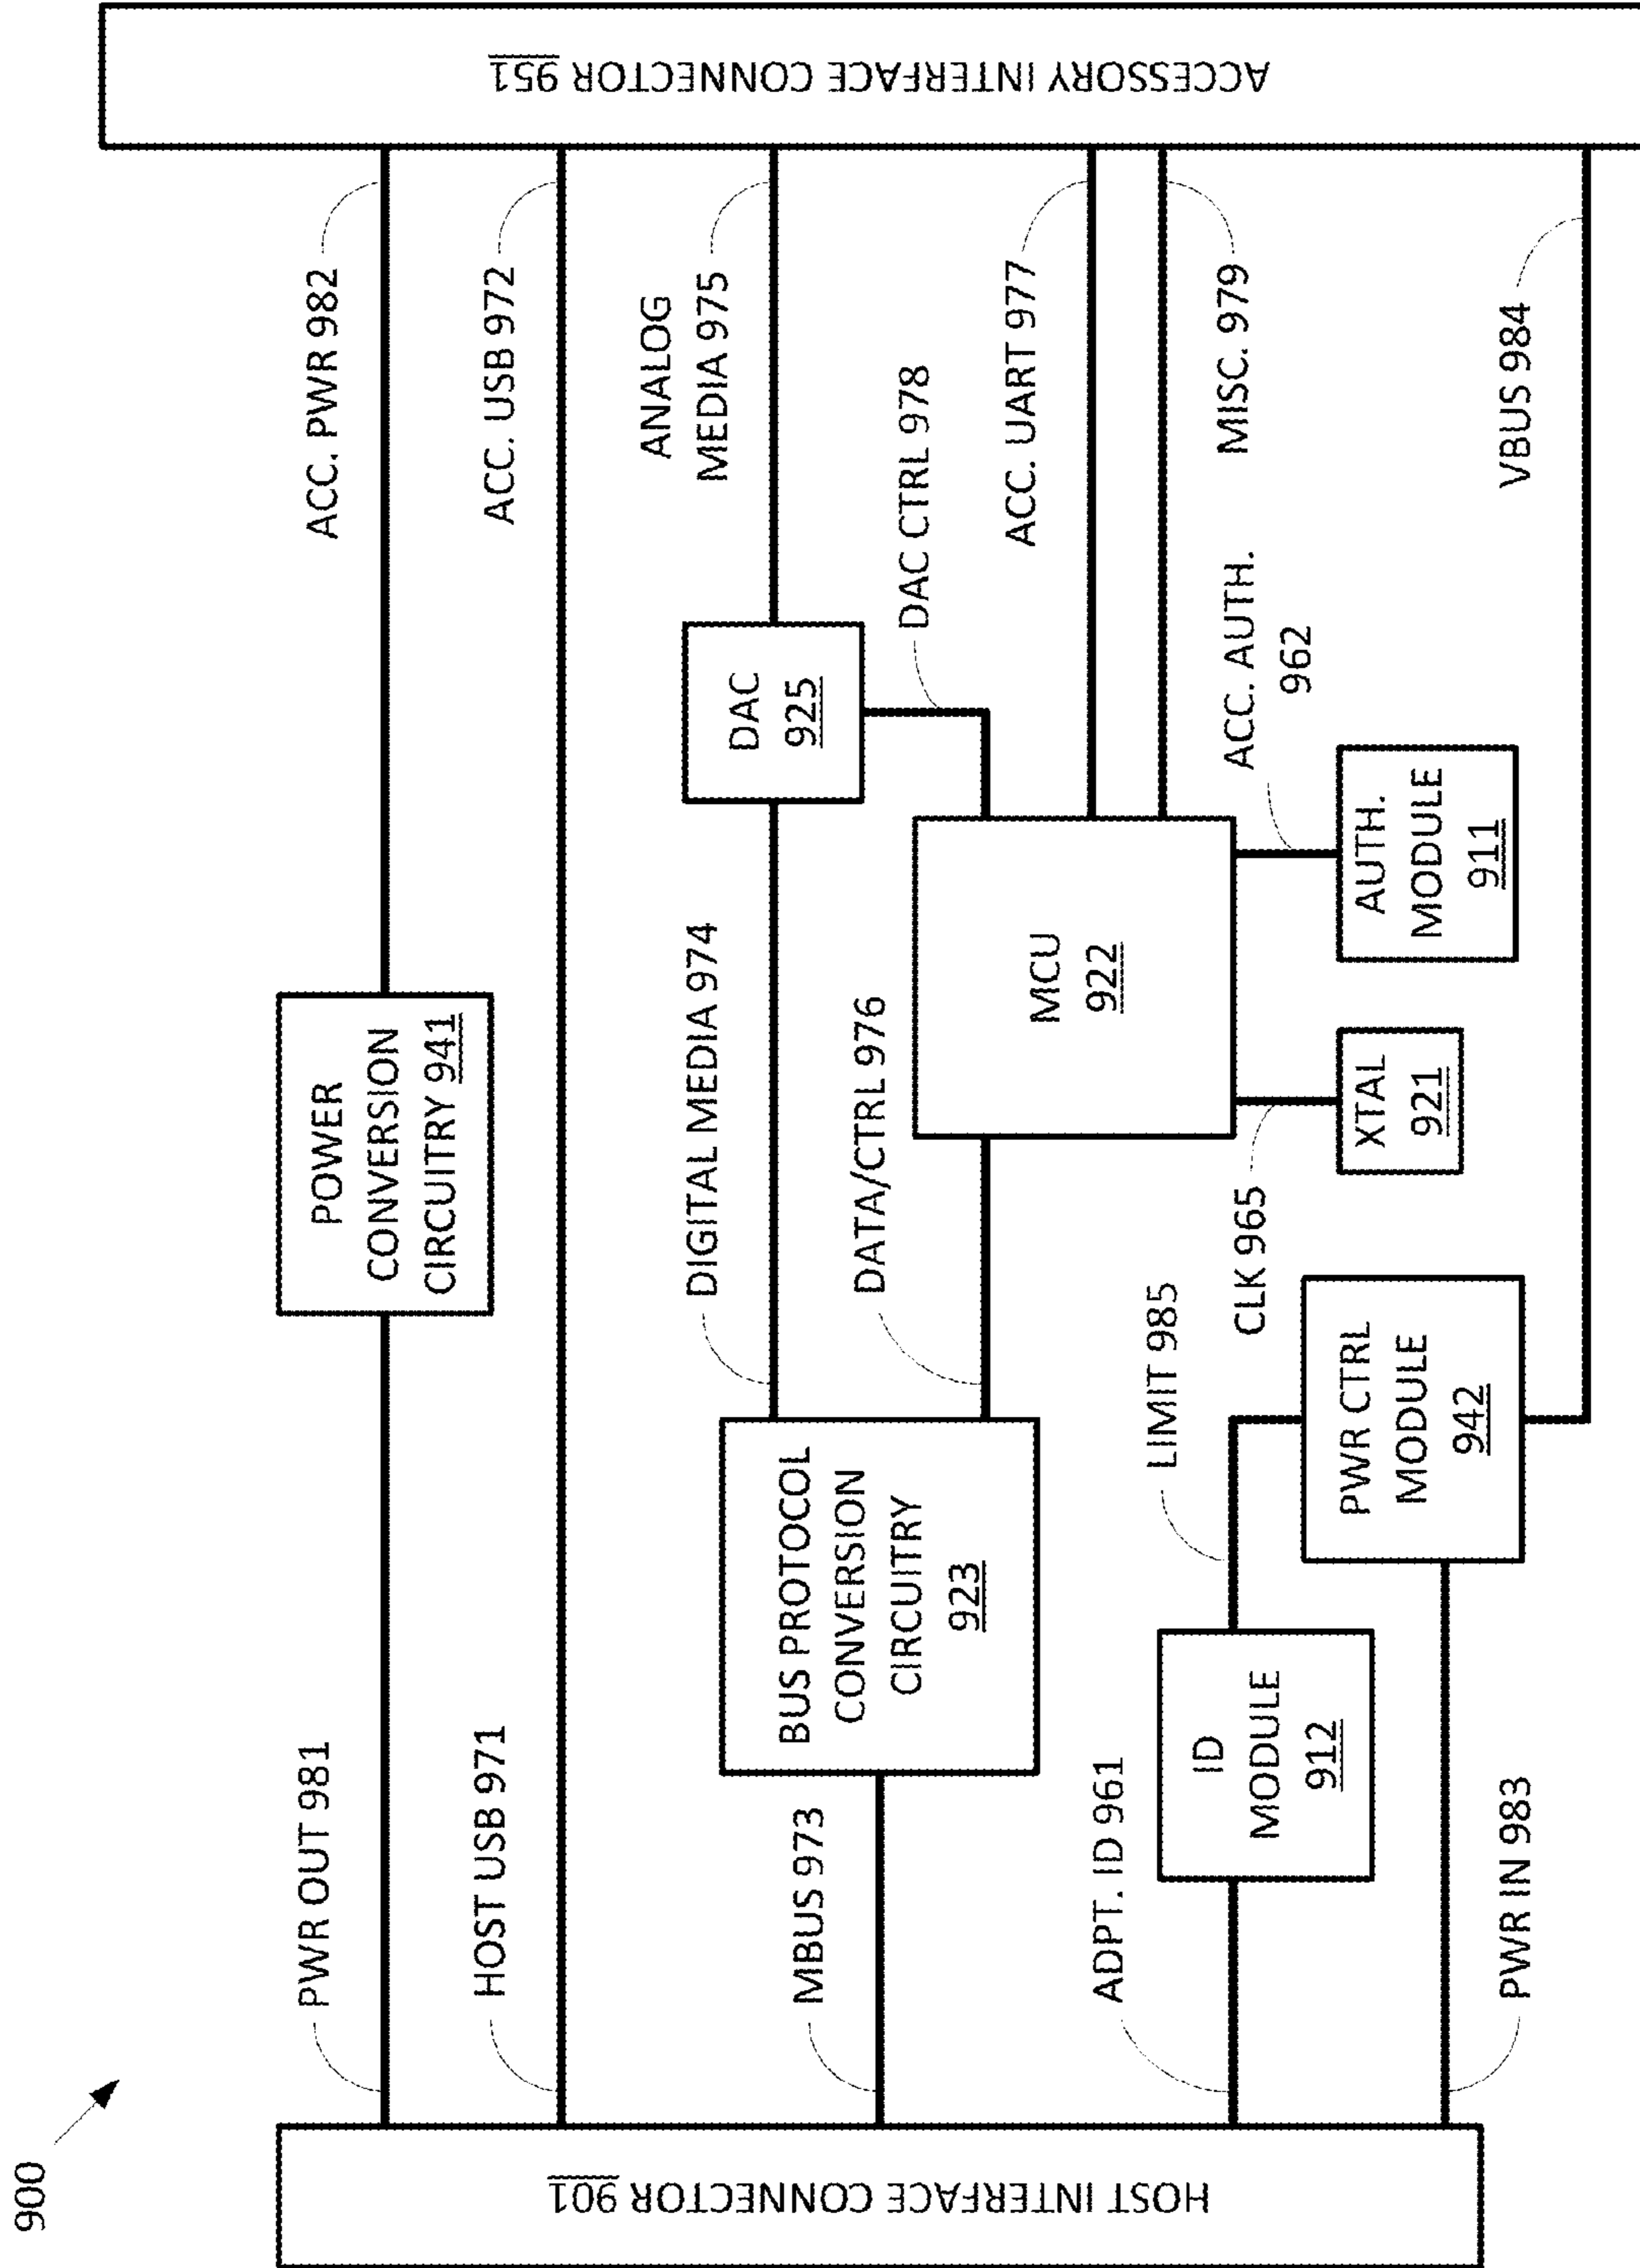 900
HOST INTERFACE CONNECTOR 901
PWR OUT 981
POWER
CONVERSION
CIRCUITRY 941
ACC. PWR 982
HOST USB 971
ACC. USB 972
MBUS 973
BUS PROTOCOL
CONVERSION
CIRCUITRY
923
DIGITAL MEDIA 974
DAC
925
ANALOG
MEDIA 975
DATA/CTRL 976
DAC CTRL 978
MCU
922
ACC. UART 977
MISC. 979
ADPT. ID 961
ID
MODULE
912
LIMIT 985
CLK 965
XTAL
921
ACC. AUTH.
962
AUTH.
MODULE
911
PWR IN 983
PWR CTRL
MODULE
942
VBUS 984
ACCESSORY INTERFACE CONNECTOR 951